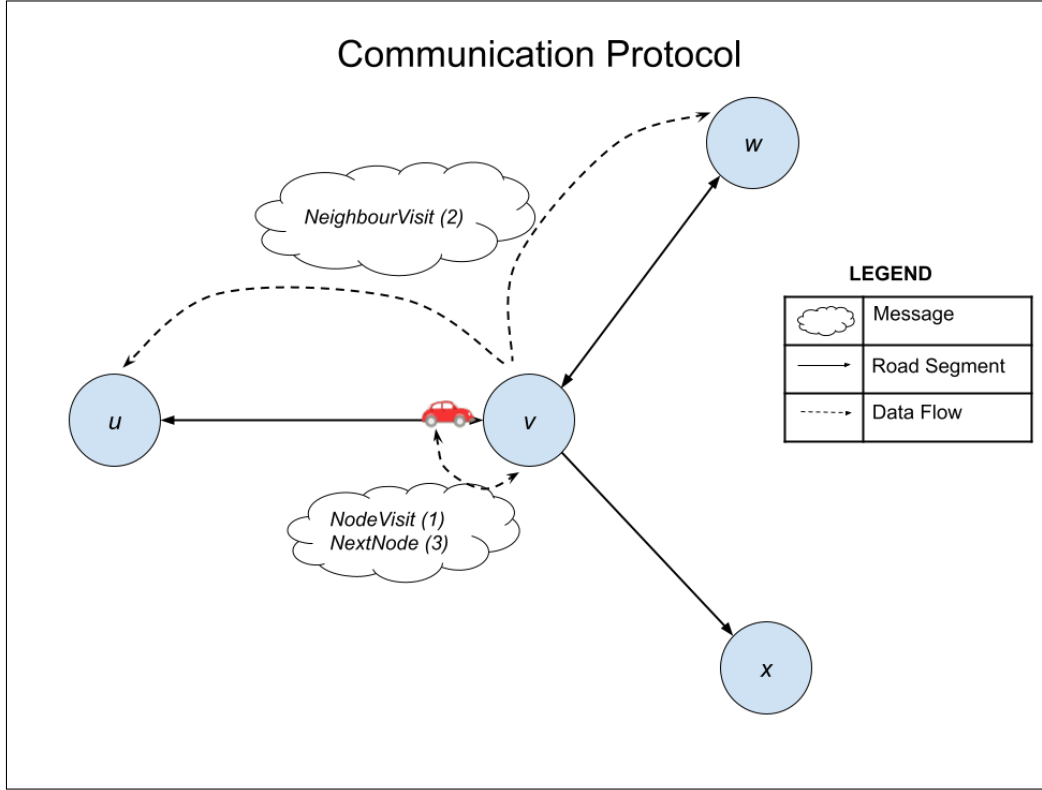 Communication Protocol
w
NeighbourVisit (2)
LEGEND
Message
Road Segment
Data Flow
u
v
NodeVisit (1)
NextNode (3)
x